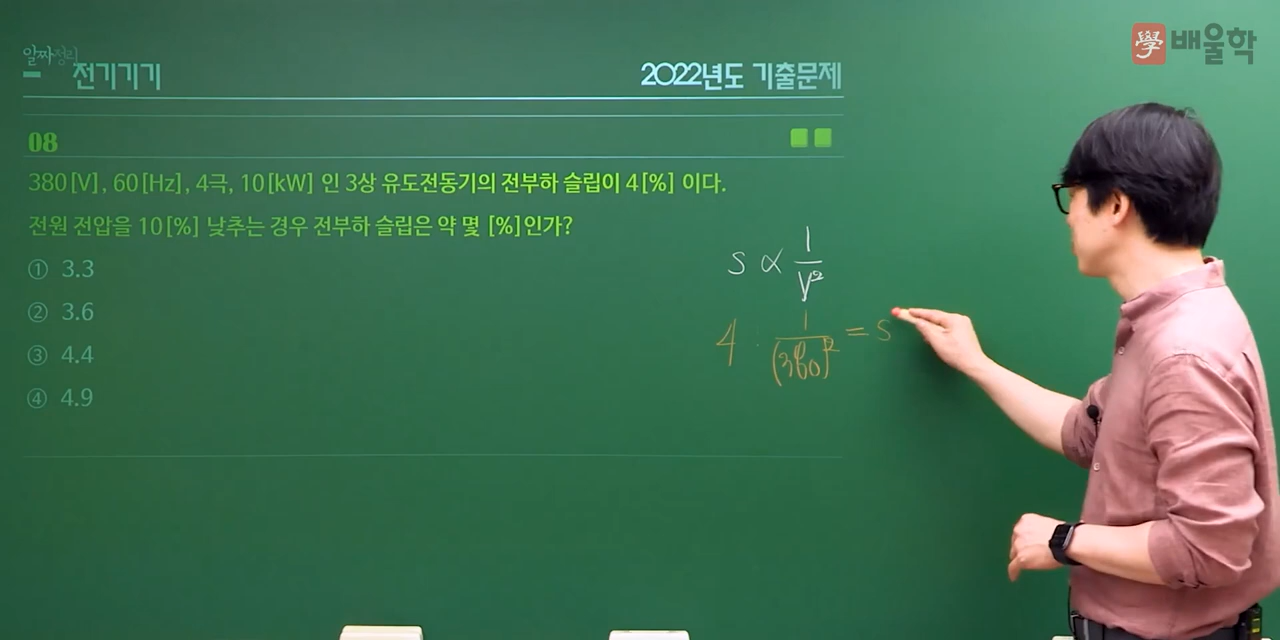 學 배울학
알짜정리
전기기기
2022년도 기출문제
08
380[V], 60[Hz], 4극, 10[kW] 인 3상 유도전동기의 전부하 슬립이 4[%] 이다.
전원 전압을 10[%] 낮추는 경우 전부하 슬립은 약 몇 [%]인가?
① 3.3
② 3.6
③ 4.4
④ 4.9
s ∝ 1/V²
4 · 1/(380)² = s